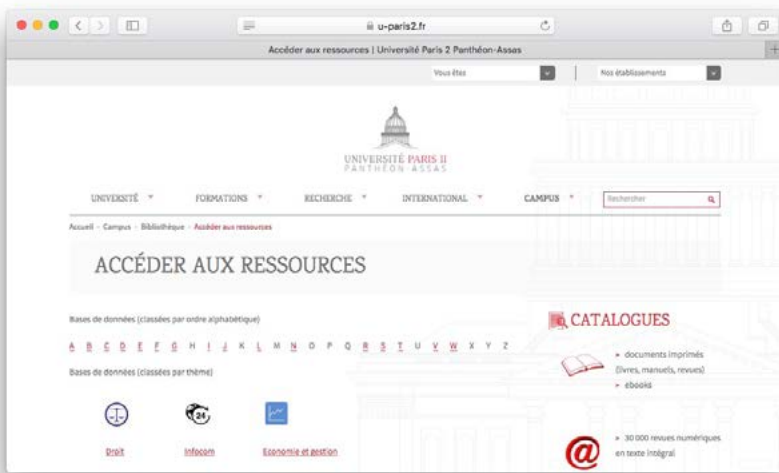 u-paris2.fr
Accéder aux ressources | Université Paris 2 Panthéon-Assas
Vous êtes
Nos établissements
UNIVERSITÉ PARIS II
PANTHÉON-ASSAS
UNIVERSITÉ FORMATIONS RECHERCHE INTERNATIONAL CAMPUS Rechercher
Accueil - Campus - Bibliothèque - Accéder aux ressources
ACCÉDER AUX RESSOURCES
Bases de données (classées par ordre alphabétique)
A B C D E F G H I J K L M N O P Q R S T U V W X Y Z
Bases de données (classées par thème)
24
Droit Infocom Economie et gestion
CATALOGUES
documents imprimés
(livres, manuels, revues)
ebooks
@
30 000 revues numériques
en texte intégral